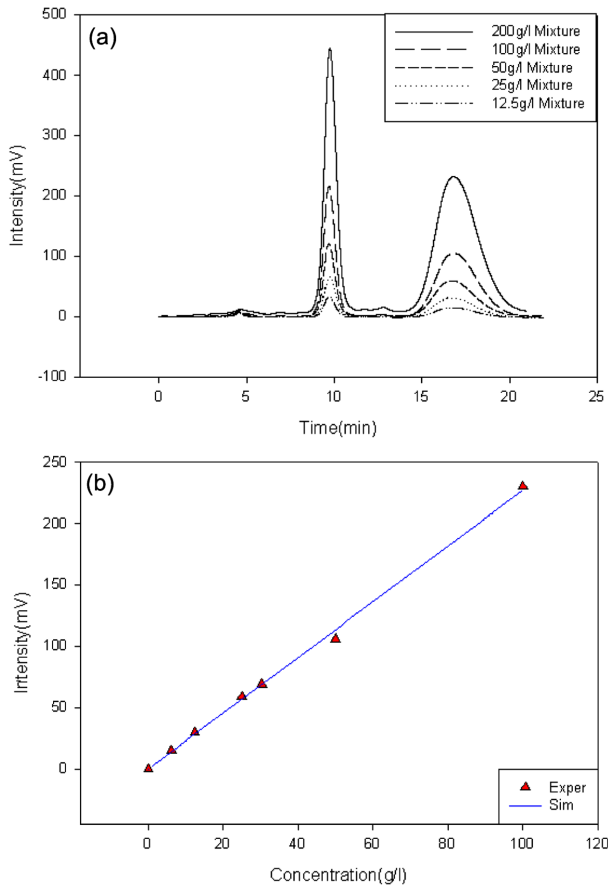 (a)
200g/l Mixture
100g/l Mixture
50g/l Mixture
25g/l Mixture
12.5g/l Mixture
500
400
300
200
100
0
-100
Intensity(mV)
0 5 10 15 20 25
Time(min)
(b)
250
200
150
100
50
0
Intensity(mV)
Exper
Sim
0 20 40 60 80 100 120
Concentration(g/l)